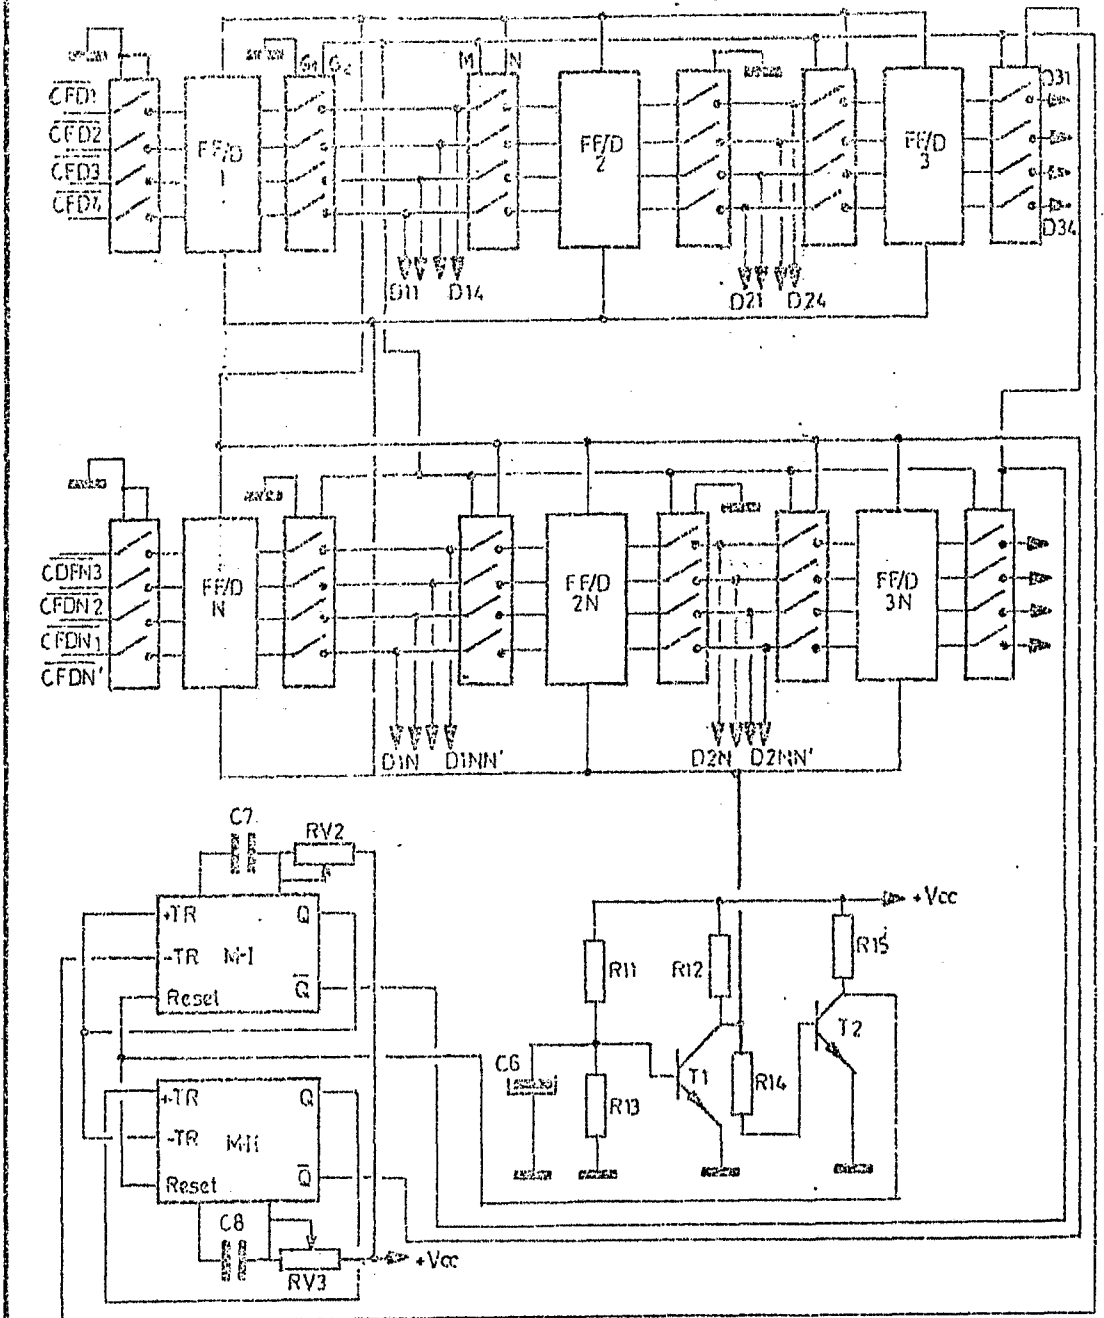 G1 G2 M N
D31
CFD1
CFD2
CFD3
CFD4
FF/D
FF/D
2
FF/D
3
D34
D11 D14
D21 D24
CDFN3
CFDN2
CFDN1
CFDN'
FF/D
N
FF/D
2N
FF/D
3N
D1N D1NN'
D2N D2NN'
C7
RV2
+TR Q
-TR M-I
Reset Q
+TR Q
-TR M-II
Reset Q
C8
RV3
+Vcc
+Vcc
R11
R12
R15
C6
R13
T1
R14
T2